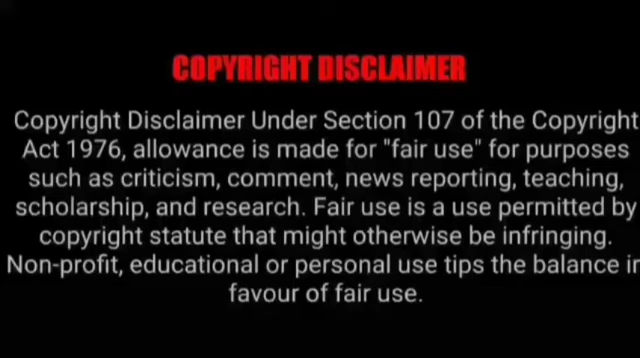 COPYRIGHT DISCLAIMER
Copyright Disclaimer Under Section 107 of the Copyright
Act 1976, allowance is made for "fair use" for purposes
such as criticism, comment, news reporting, teaching,
scholarship, and research. Fair use is a use permitted by
copyright statute that might otherwise be infringing.
Non-profit, educational or personal use tips the balance in
favour of fair use.